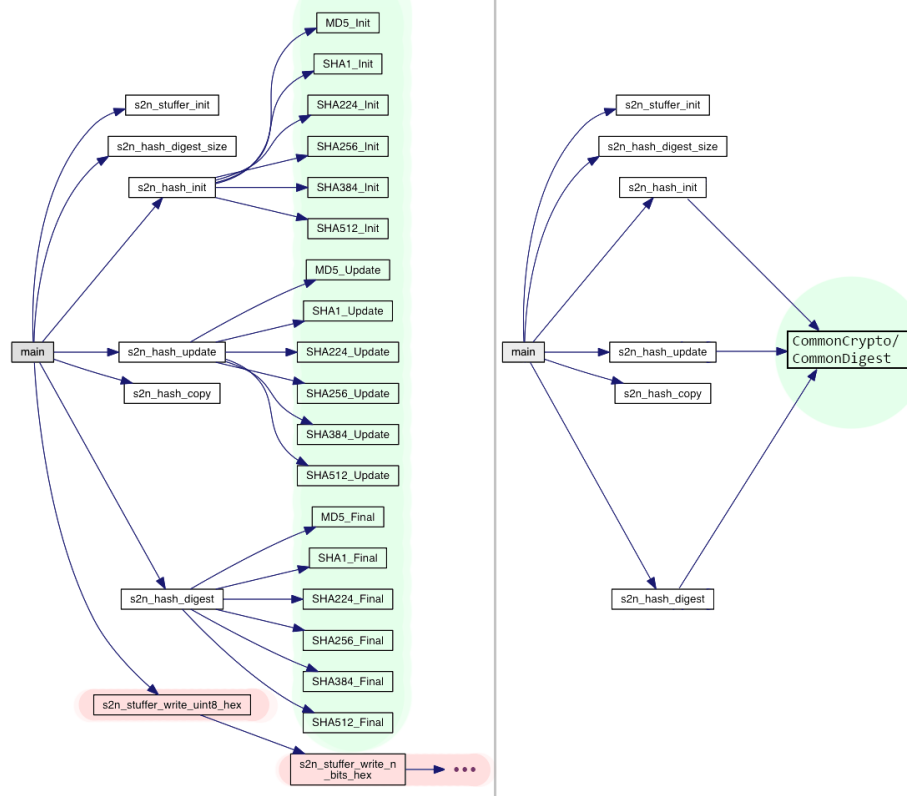 MD5_Init
SHA1_Init
s2n_stuffer_init
SHA224_Init
s2n_hash_digest_size
SHA256_Init
s2n_hash_init
SHA384_Init
SHA512_Init
MD5_Update
SHA1_Update
main
s2n_hash_update
SHA224_Update
s2n_hash_copy
SHA256_Update
SHA384_Update
SHA512_Update
MD5_Final
SHA1_Final
s2n_hash_digest
SHA224_Final
SHA256_Final
SHA384_Final
s2n_stuffer_write_uint8_hex
SHA512_Final
s2n_stuffer_write_n
_bits_hex
•••
s2n_stuffer_init
s2n_hash_digest_size
s2n_hash_init
main
s2n_hash_update
CommonCrypto/
CommonDigest
s2n_hash_copy
s2n_hash_digest